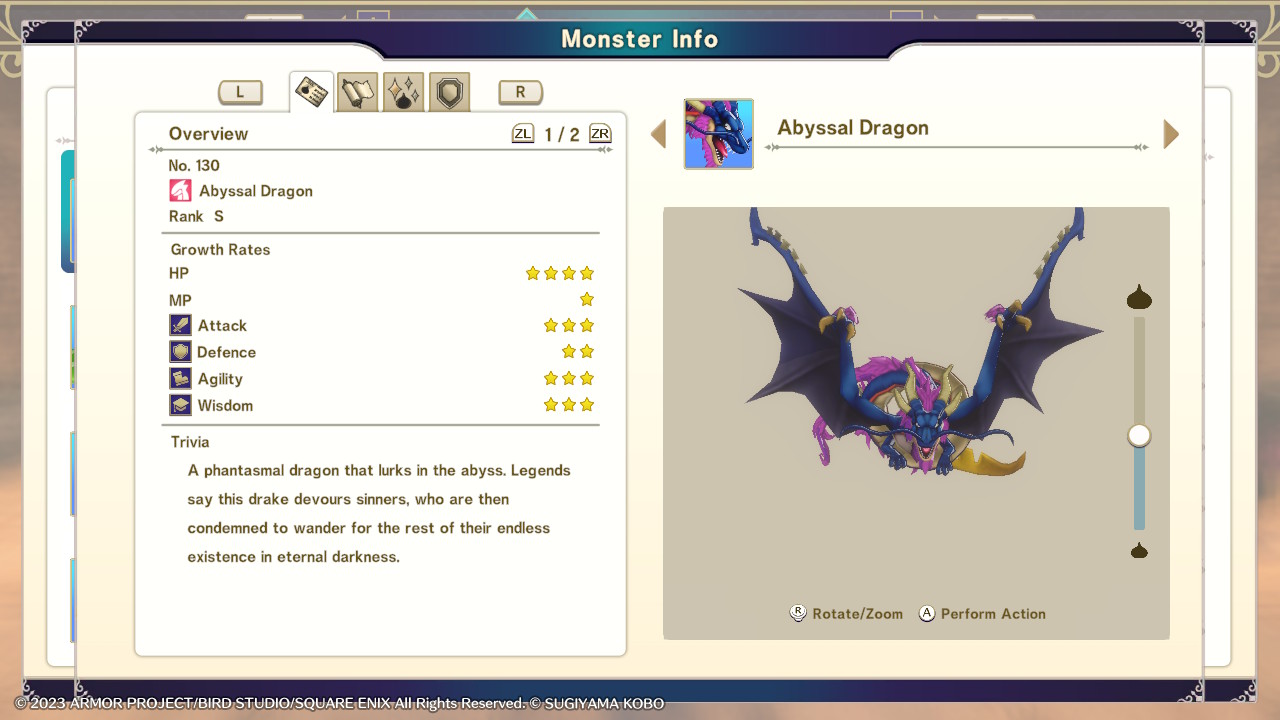 Monster Info
L
R
Overview
ZL 1 / 2 ZR
No. 130
Abyssal Dragon
Rank S
Growth Rates
HP
MP
Attack
Defence
Agility
Wisdom
Trivia
A phantasmal dragon that lurks in the abyss. Legends
say this drake devours sinners, who are then
condemned to wander for the rest of their endless
existence in eternal darkness.
Abyssal Dragon
R Rotate/Zoom A Perform Action
© 2023 ARMOR PROJECT/BIRD STUDIO/SQUARE ENIX All Rights Reserved. © SUGIYAMA KOBO